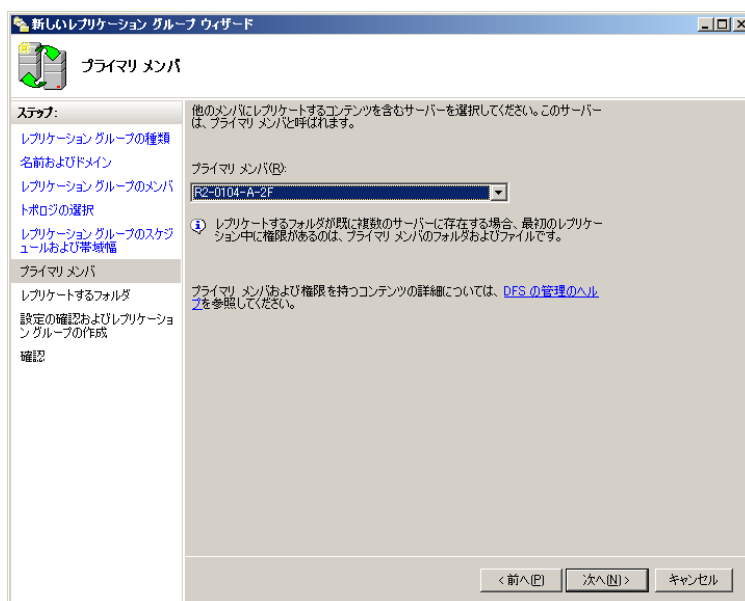 新しいレプリケーション グループ ウィザード
プライマリ メンバ
ステップ:
レプリケーション グループの種類
名前およびドメイン
レプリケーション グループのメンバ
トポロジの選択
レプリケーション グループのスケジ
ュールおよび帯域幅
プライマリ メンバ
レプリケートするフォルダ
設定の確認およびレプリケーショ
ン グループの作成
確認
他のメンバにレプリケートするコンテンツを含むサーバーを選択してください。このサーバー
は、プライマリ メンバと呼ばれます。
プライマリ メンバ(R):
R2-0104-A-2F
レプリケートするフォルダが既に複数のサーバーに存在する場合、最初のレプリケー
ション中に権限があるのは、プライマリ メンバのフォルダおよびファイルです。
プライマリ メンバおよび権限を持つコンテンツの詳細については、DFS の管理のヘル
プを参照してください。
< 前へ(P)
次へ(N) >
キャンセル